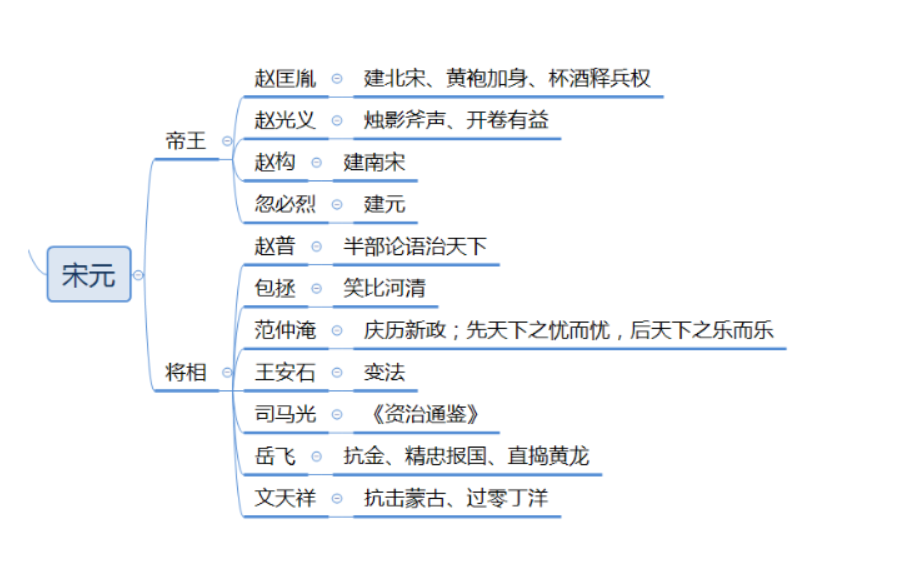 宋元
帝王
赵匡胤 建北宋、黄袍加身、杯酒释兵权
赵光义 烛影斧声、开卷有益
赵构 建南宋
忽必烈 建元
将相
赵普 半部论语治天下
包拯 笑比河清
范仲淹 庆历新政；先天下之忧而忧，后天下之乐而乐
王安石 变法
司马光 《资治通鉴》
岳飞 抗金、精忠报国、直捣黄龙
文天祥 抗击蒙古、过零丁洋